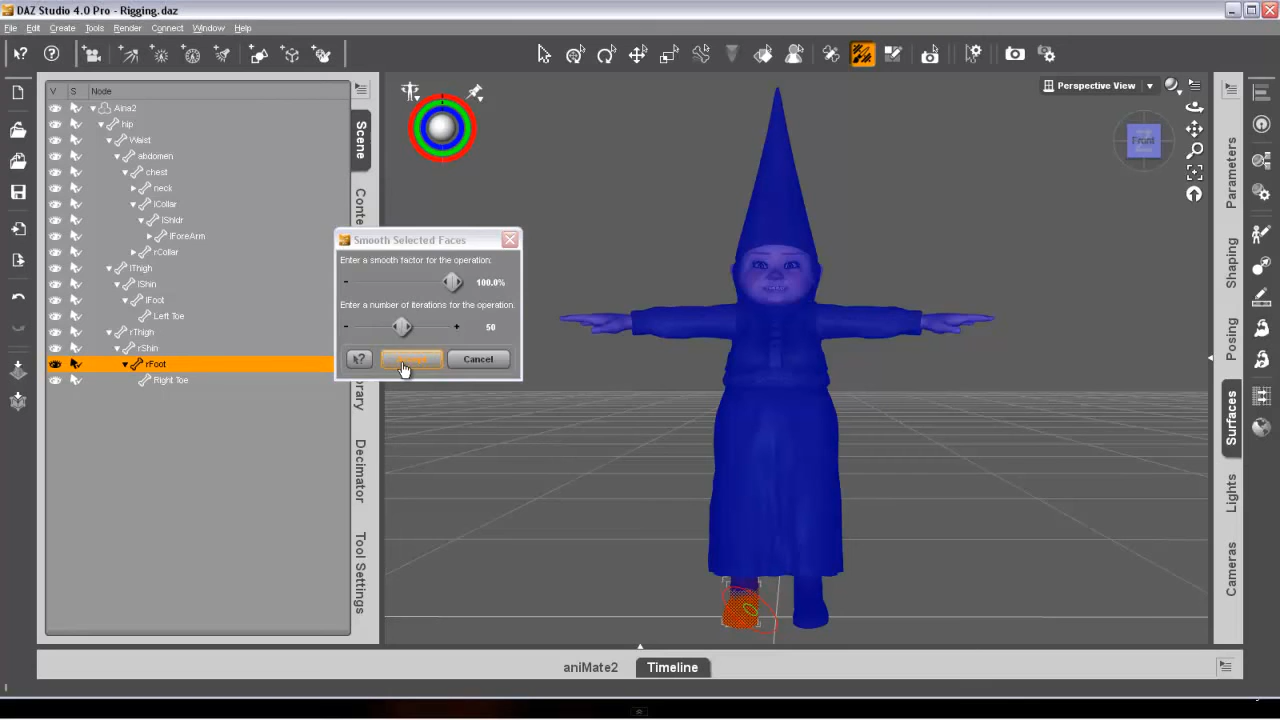 DAZ Studio 4.0 Pro - Rigging.daz
File Edit Create Tools Render Connect Window Help
V S Node
Aina2
hip
Waist
abdomen
chest
neck
lCollar
lShldr
lForeArm
rCollar
lThigh
lShin
lFoot
Left Toe
rThigh
rShin
rFoot
Right Toe
Scene
Conte
brary
Decimator
Tool Settings
Smooth Selected Faces
Enter a smooth factor for the operation:
- 100.0%
Enter a number of iterations for the operation.
- + 50
Cancel
Perspective View
Front
Parameters
Shaping
Posing
Surfaces
Lights
Cameras
aniMate2 Timeline